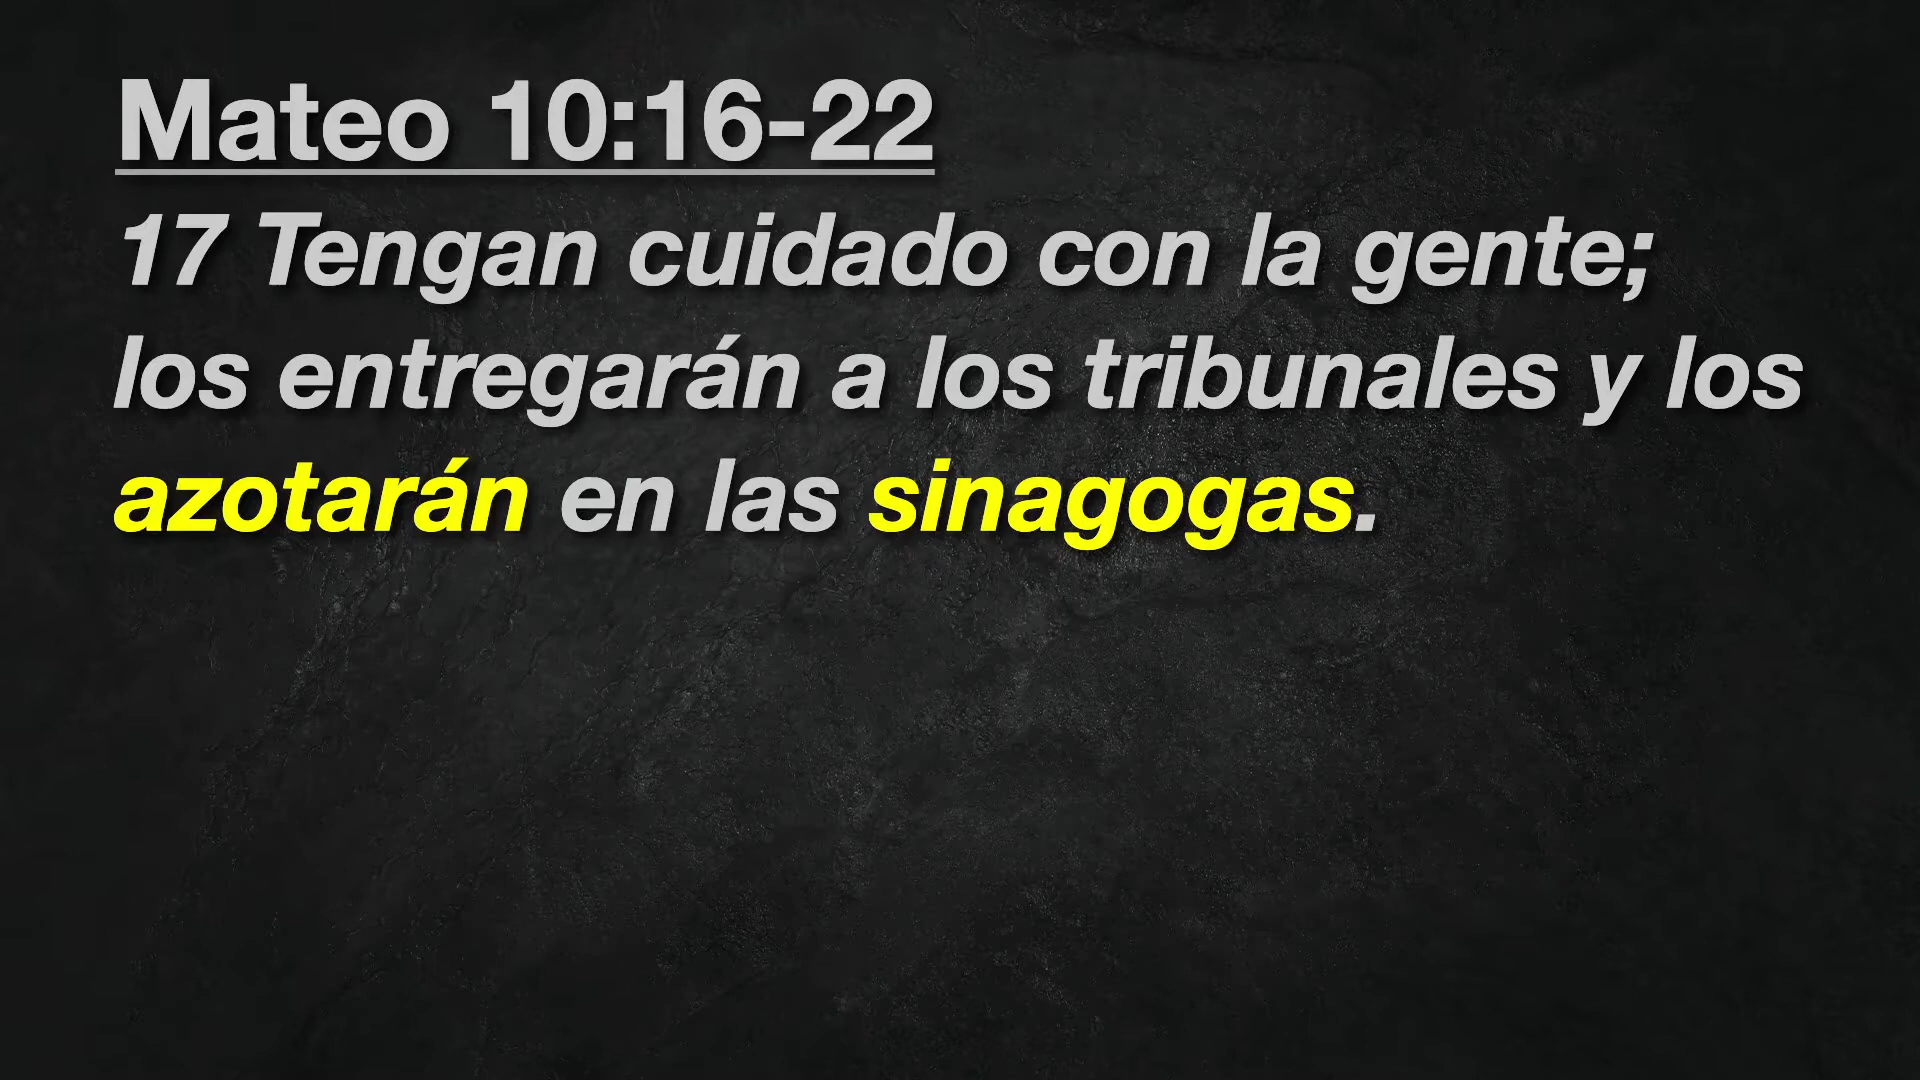 Mateo 10:16-22
17 Tengan cuidado con la gente;
los entregarán a los tribunales y los
azotarán en las sinagogas.